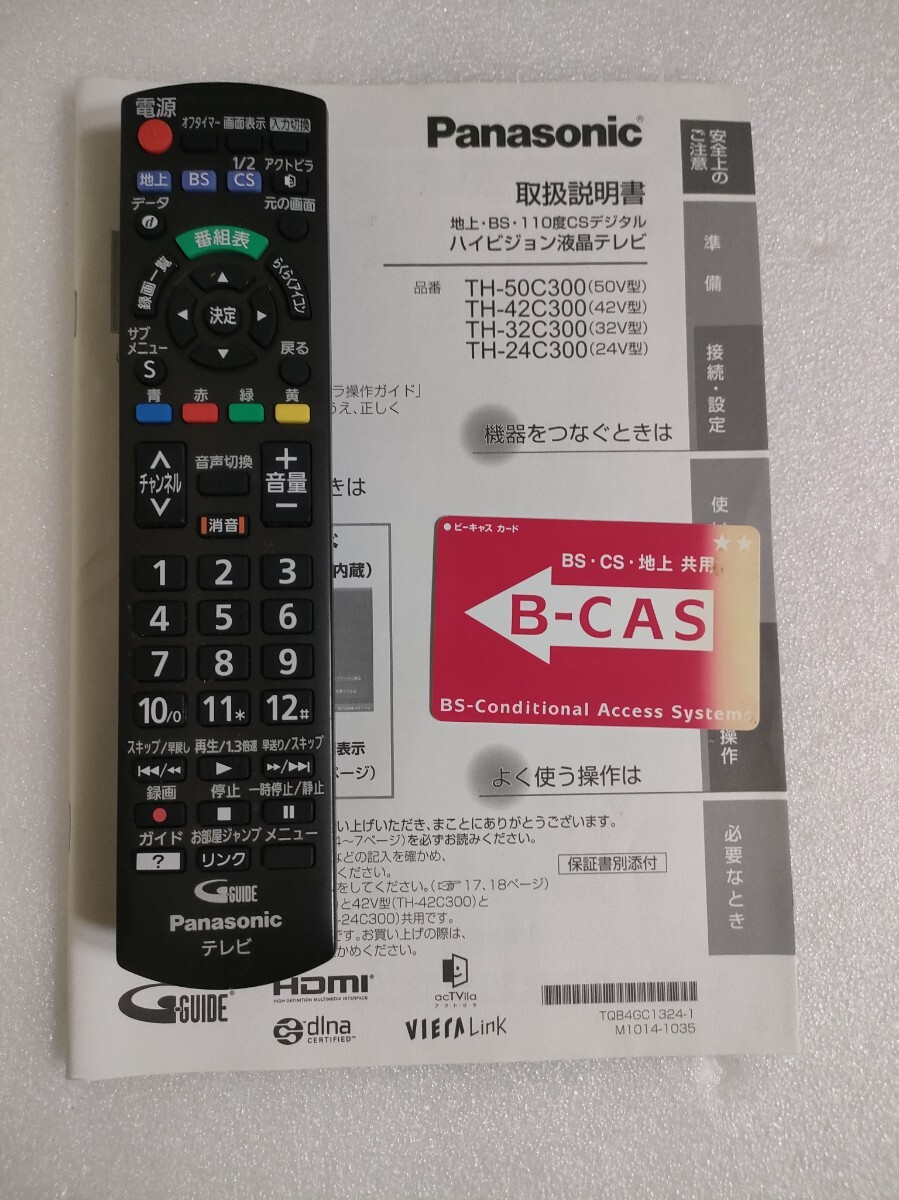 電源
オフタイマー 画面表示 入力切換
1/2 アクトビラ
地上 BS CS
データ d 元の画面
番組表
録画一覧
らくらくアイコン
決定
サブメニュー
S
戻る
青 赤 緑 黄
チャンネル
音声切換
+
音量
−
消音
1 2 3
4 5 6
7 8 9
10/0 11* 12#
スキップ/早戻し 再生/1.3倍速 早送り/スキップ
録画 停止 一時停止/静止
ガイド お部屋ジャンプ メニュー
? リンク
G-GUIDE
Panasonic
テレビ
Panasonic®
取扱説明書
地上・BS・110度CSデジタル
ハイビジョン液晶テレビ
品番 TH-50C300(50V型)
TH-42C300(42V型)
TH-32C300(32V型)
TH-24C300(24V型)
ラ操作ガイド」
うえ、正しく
機器をつなぐときは
きは
内蔵)
表示
ページ)
よく使う操作は
い上げいただき、まことにありがとうございます。
4〜7ページ)を必ずお読みください。
などの記入を確かめ、
ください。
をしてください。(☞17、18ページ)
)と42V型(TH-42C300)と
-24C300)共用です。
です。お買い上げの際は、
かめください。
保証書別添付
安全上のご注意
準備
接続・設定
使
操作
必要なとき
●ビーキャス カード
★★
BS・CS・地上 共用
B-CAS
BS-Conditional Access Systems
G-GUIDE®
HDMI®
HIGH-DEFINITION MULTIMEDIA INTERFACE
acTVila
アクトビラ
dlna
CERTIFIED™
VIERA Link
TQB4GC1324-1
M1014-1035